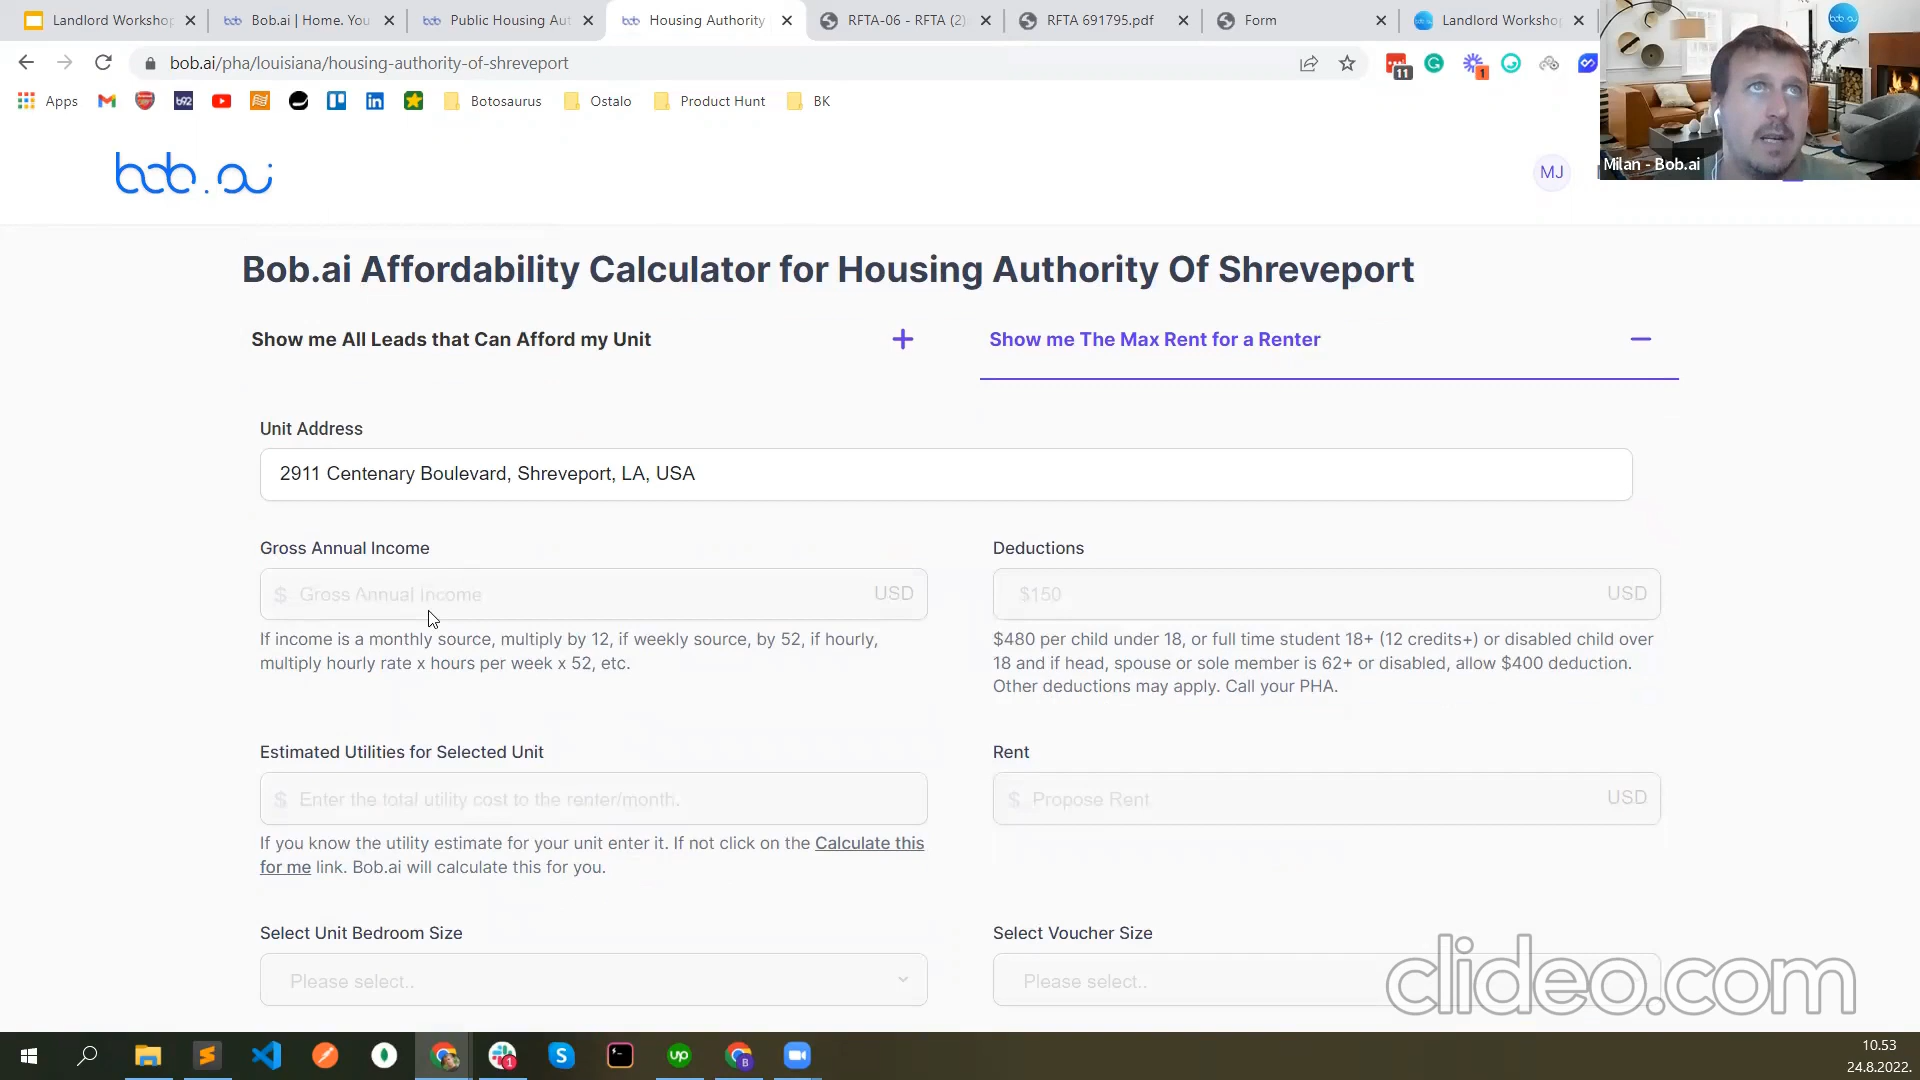 Landlord Workshop
Bob.ai | Home. You
Public Housing Aut
Housing Authority
RFTA-06 - RFTA (2)
RFTA 691795.pdf
Form
Landlord Workshop
bob.ai/pha/louisiana/housing-authority-of-shreveport
11
1
Apps
b92
Botosaurus
Ostalo
Product Hunt
BK
bob.ai
MJ
bob.ai
Milan - Bob.ai
Bob.ai Affordability Calculator for Housing Authority Of Shreveport
Show me All Leads that Can Afford my Unit
Show me The Max Rent for a Renter
Unit Address
2911 Centenary Boulevard, Shreveport, LA, USA
Gross Annual Income
Deductions
$ Gross Annual Income USD
$150 USD
If income is a monthly source, multiply by 12, if weekly source, by 52, if hourly,
multiply hourly rate x hours per week x 52, etc.
$480 per child under 18, or full time student 18+ (12 credits+) or disabled child over
18 and if head, spouse or sole member is 62+ or disabled, allow $400 deduction.
Other deductions may apply. Call your PHA.
Estimated Utilities for Selected Unit
Rent
$ Enter the total utility cost to the renter/month.
$ Propose Rent USD
If you know the utility estimate for your unit enter it. If not click on the Calculate this
for me link. Bob.ai will calculate this for you.
Select Unit Bedroom Size
Select Voucher Size
Please select..
Please select..
clideo.com
1
up
B
10.53
24.8.2022.